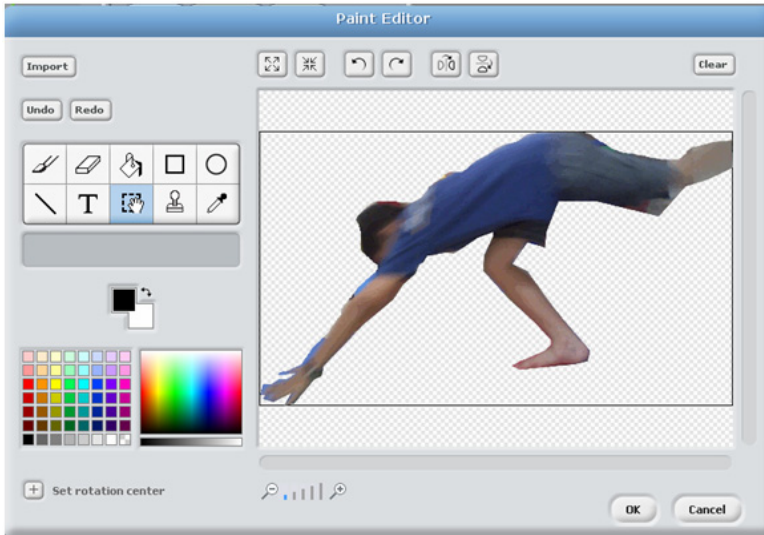 Paint Editor
Import
Clear
Undo Redo
T
Set rotation center
OK Cancel